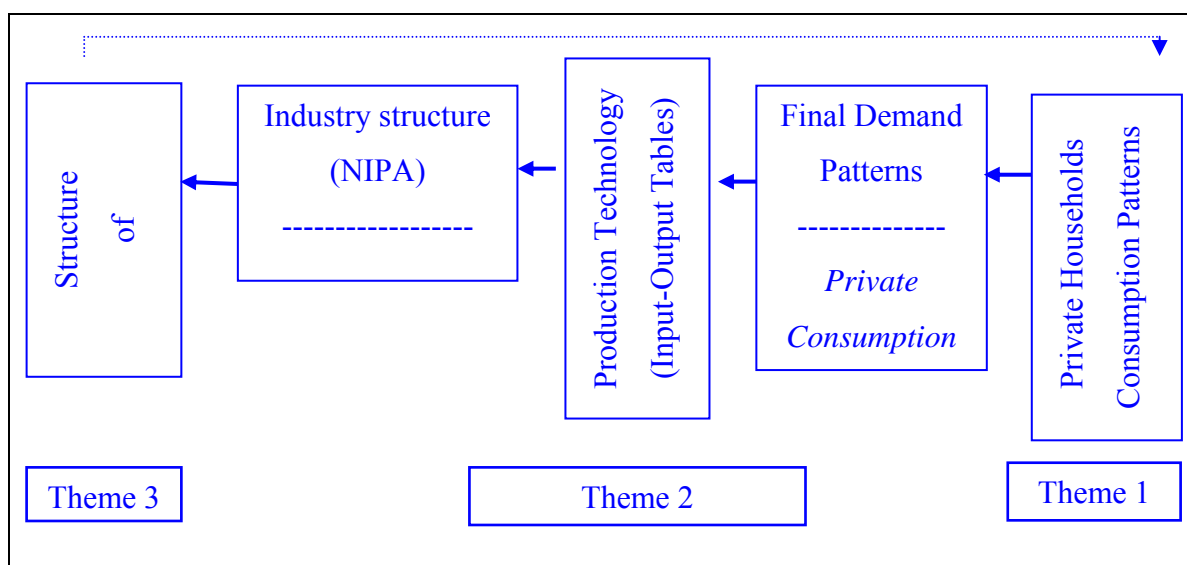 Structure
of
Industry structure
(NIPA)
------------------
Production Technology
(Input-Output Tables)
Final Demand
Patterns
--------------
Private
Consumption
Private Households
Consumption Patterns
Theme 3
Theme 2
Theme 1